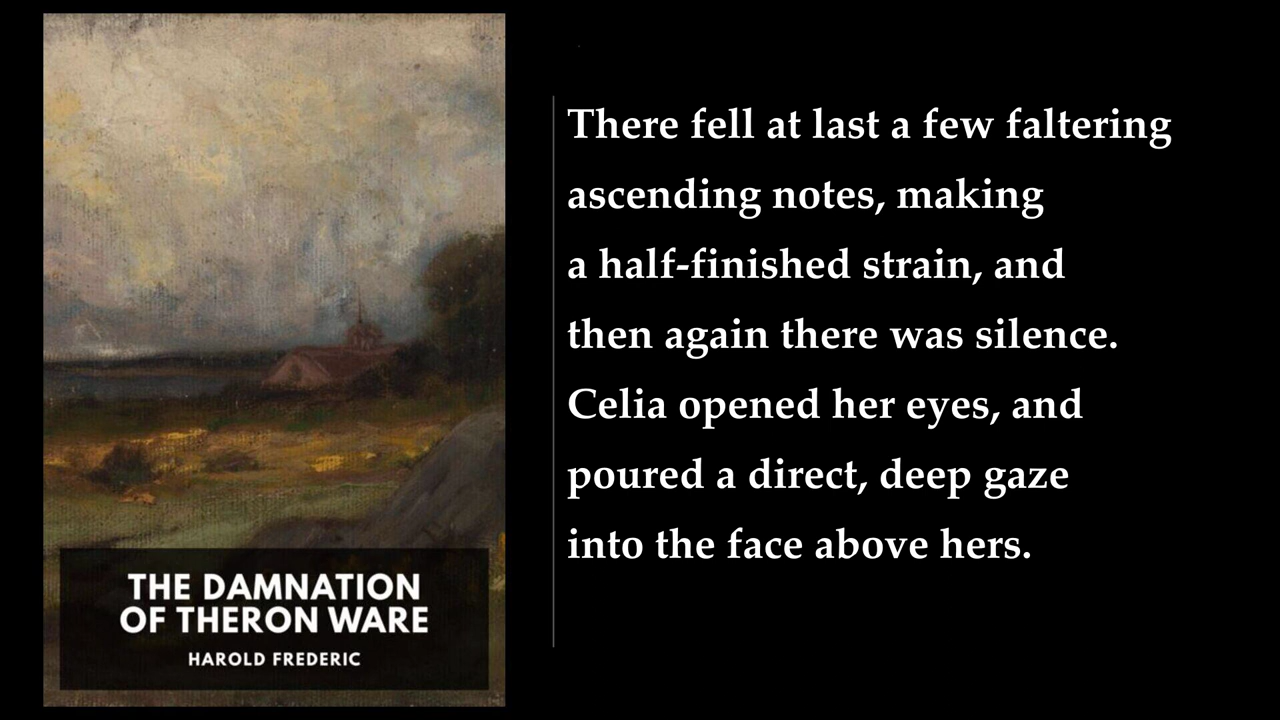 THE DAMNATION
OF THERON WARE
HAROLD FREDERIC
There fell at last a few faltering
ascending notes, making
a half-finished strain, and
then again there was silence.
Celia opened her eyes, and
poured a direct, deep gaze
into the face above hers.